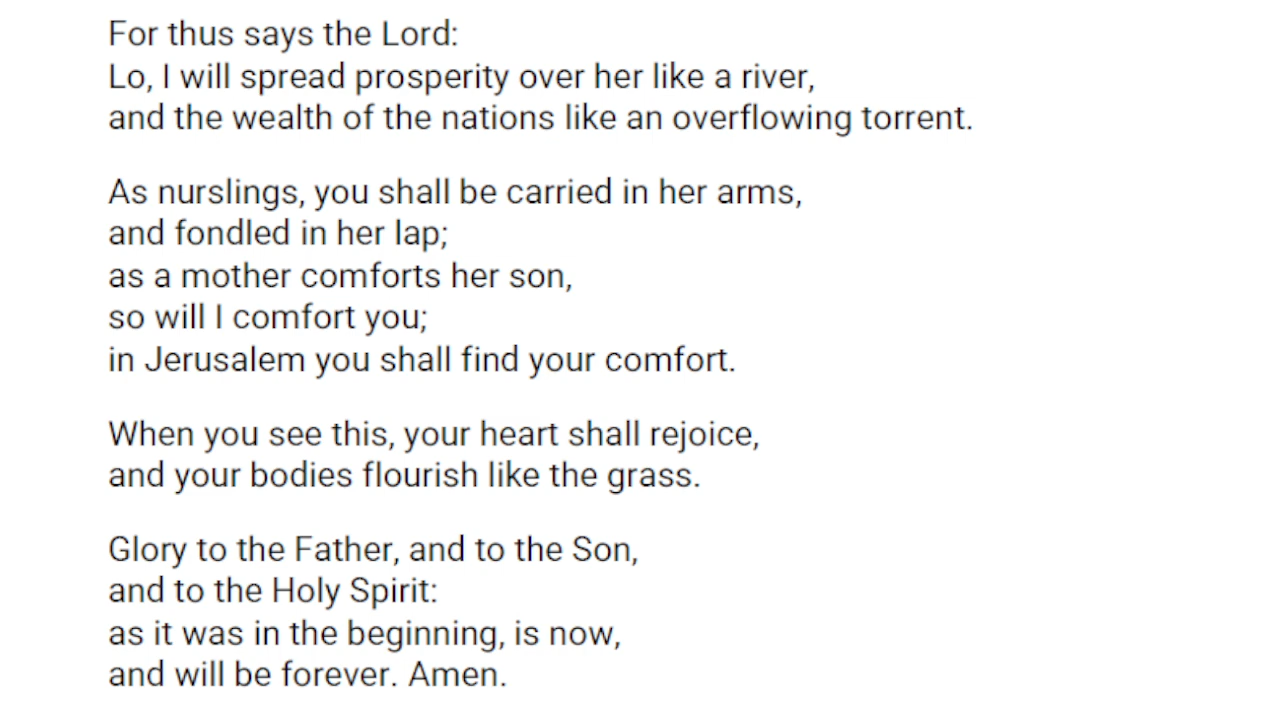 For thus says the Lord:
Lo, I will spread prosperity over her like a river,
and the wealth of the nations like an overflowing torrent.
As nurslings, you shall be carried in her arms,
and fondled in her lap;
as a mother comforts her son,
so will I comfort you;
in Jerusalem you shall find your comfort.
When you see this, your heart shall rejoice,
and your bodies flourish like the grass.
Glory to the Father, and to the Son,
and to the Holy Spirit:
as it was in the beginning, is now,
and will be forever. Amen.